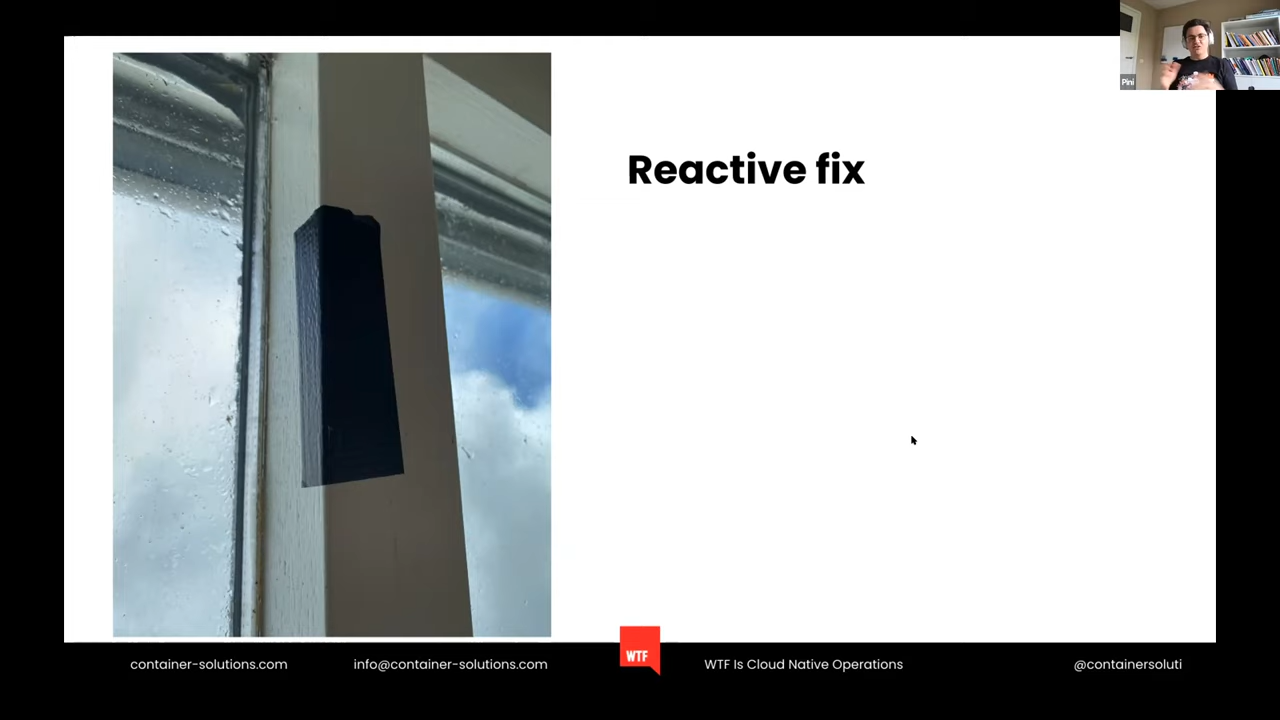 Pini
Reactive fix
container-solutions.com
info@container-solutions.com
WTF
WTF Is Cloud Native Operations
@containersoluti